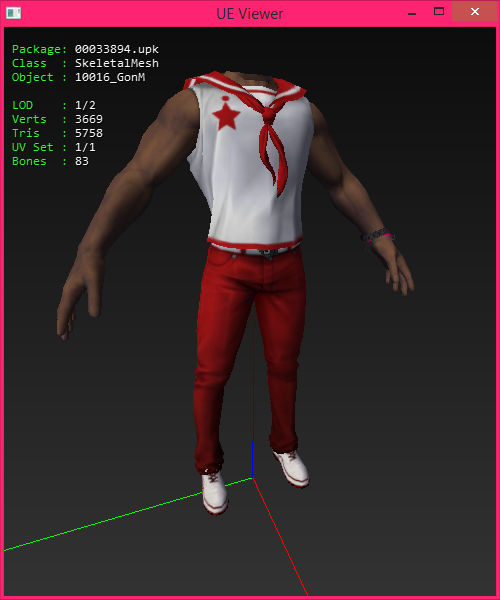 UE Viewer
Package: 00033894.upk
Class  : SkeletalMesh
Object : 10016_GonM
LOD    : 1/2
Verts  : 3669
Tris   : 5758
UV Set : 1/1
Bones  : 83